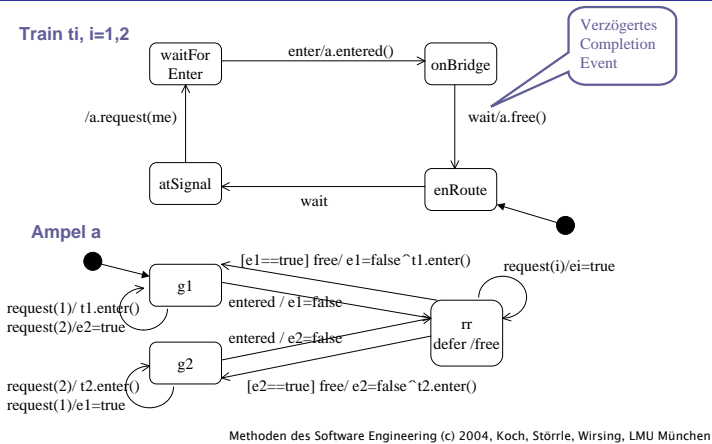 Train ti, i=1,2
Verzögertes
Completion
Event
waitFor
Enter
enter/a.entered()
onBridge
/a.request(me)
wait/a.free()
atSignal
wait
enRoute
Ampel a
[e1==true] free/ e1=false^t1.enter()
request(i)/ei=true
g1
request(1)/ t1.enter()
request(2)/e2=true
entered / e1=false
rr
defer /free
entered / e2=false
g2
request(2)/ t2.enter()
request(1)/e1=true
[e2==true] free/ e2=false^t2.enter()
Methoden des Software Engineering (c) 2004, Koch, Störrle, Wirsing, LMU München